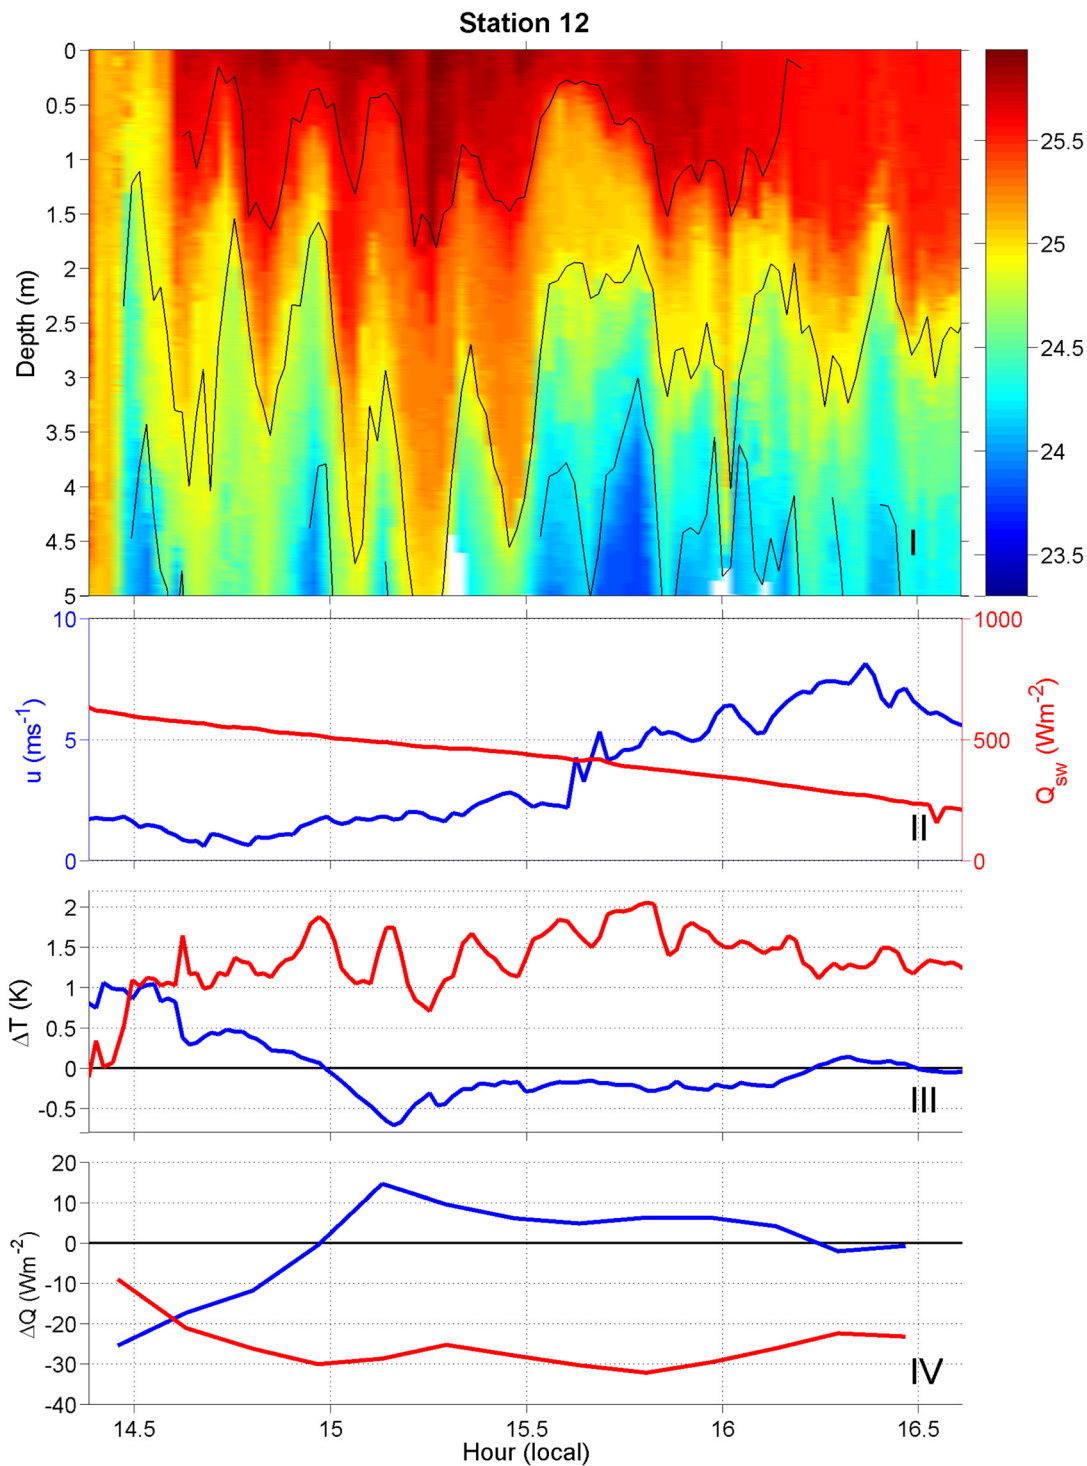 Station 12
0
0.5
1
1.5
2
2.5
3
3.5
4
4.5
5
Depth (m)
25.5
25
24.5
24
23.5
I
10
5
0
u (ms-1)
1000
500
0
Qsw (Wm-2)
II
2
1.5
1
0.5
0
-0.5
ΔT (K)
III
20
10
0
-10
-20
-30
-40
ΔQ (Wm-2)
IV
14.5 15 15.5 16 16.5
Hour (local)